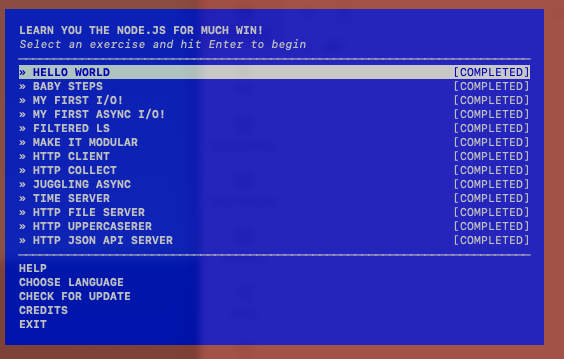 LEARN YOU THE NODE.JS FOR MUCH WIN!
Select an exercise and hit Enter to begin
» HELLO WORLD [COMPLETED]
» BABY STEPS [COMPLETED]
» MY FIRST I/O! [COMPLETED]
» MY FIRST ASYNC I/O! [COMPLETED]
» FILTERED LS [COMPLETED]
» MAKE IT MODULAR [COMPLETED]
» HTTP CLIENT [COMPLETED]
» HTTP COLLECT [COMPLETED]
» JUGGLING ASYNC [COMPLETED]
» TIME SERVER [COMPLETED]
» HTTP FILE SERVER [COMPLETED]
» HTTP UPPERCASERER [COMPLETED]
» HTTP JSON API SERVER [COMPLETED]
HELP
CHOOSE LANGUAGE
CHECK FOR UPDATE
CREDITS
EXIT